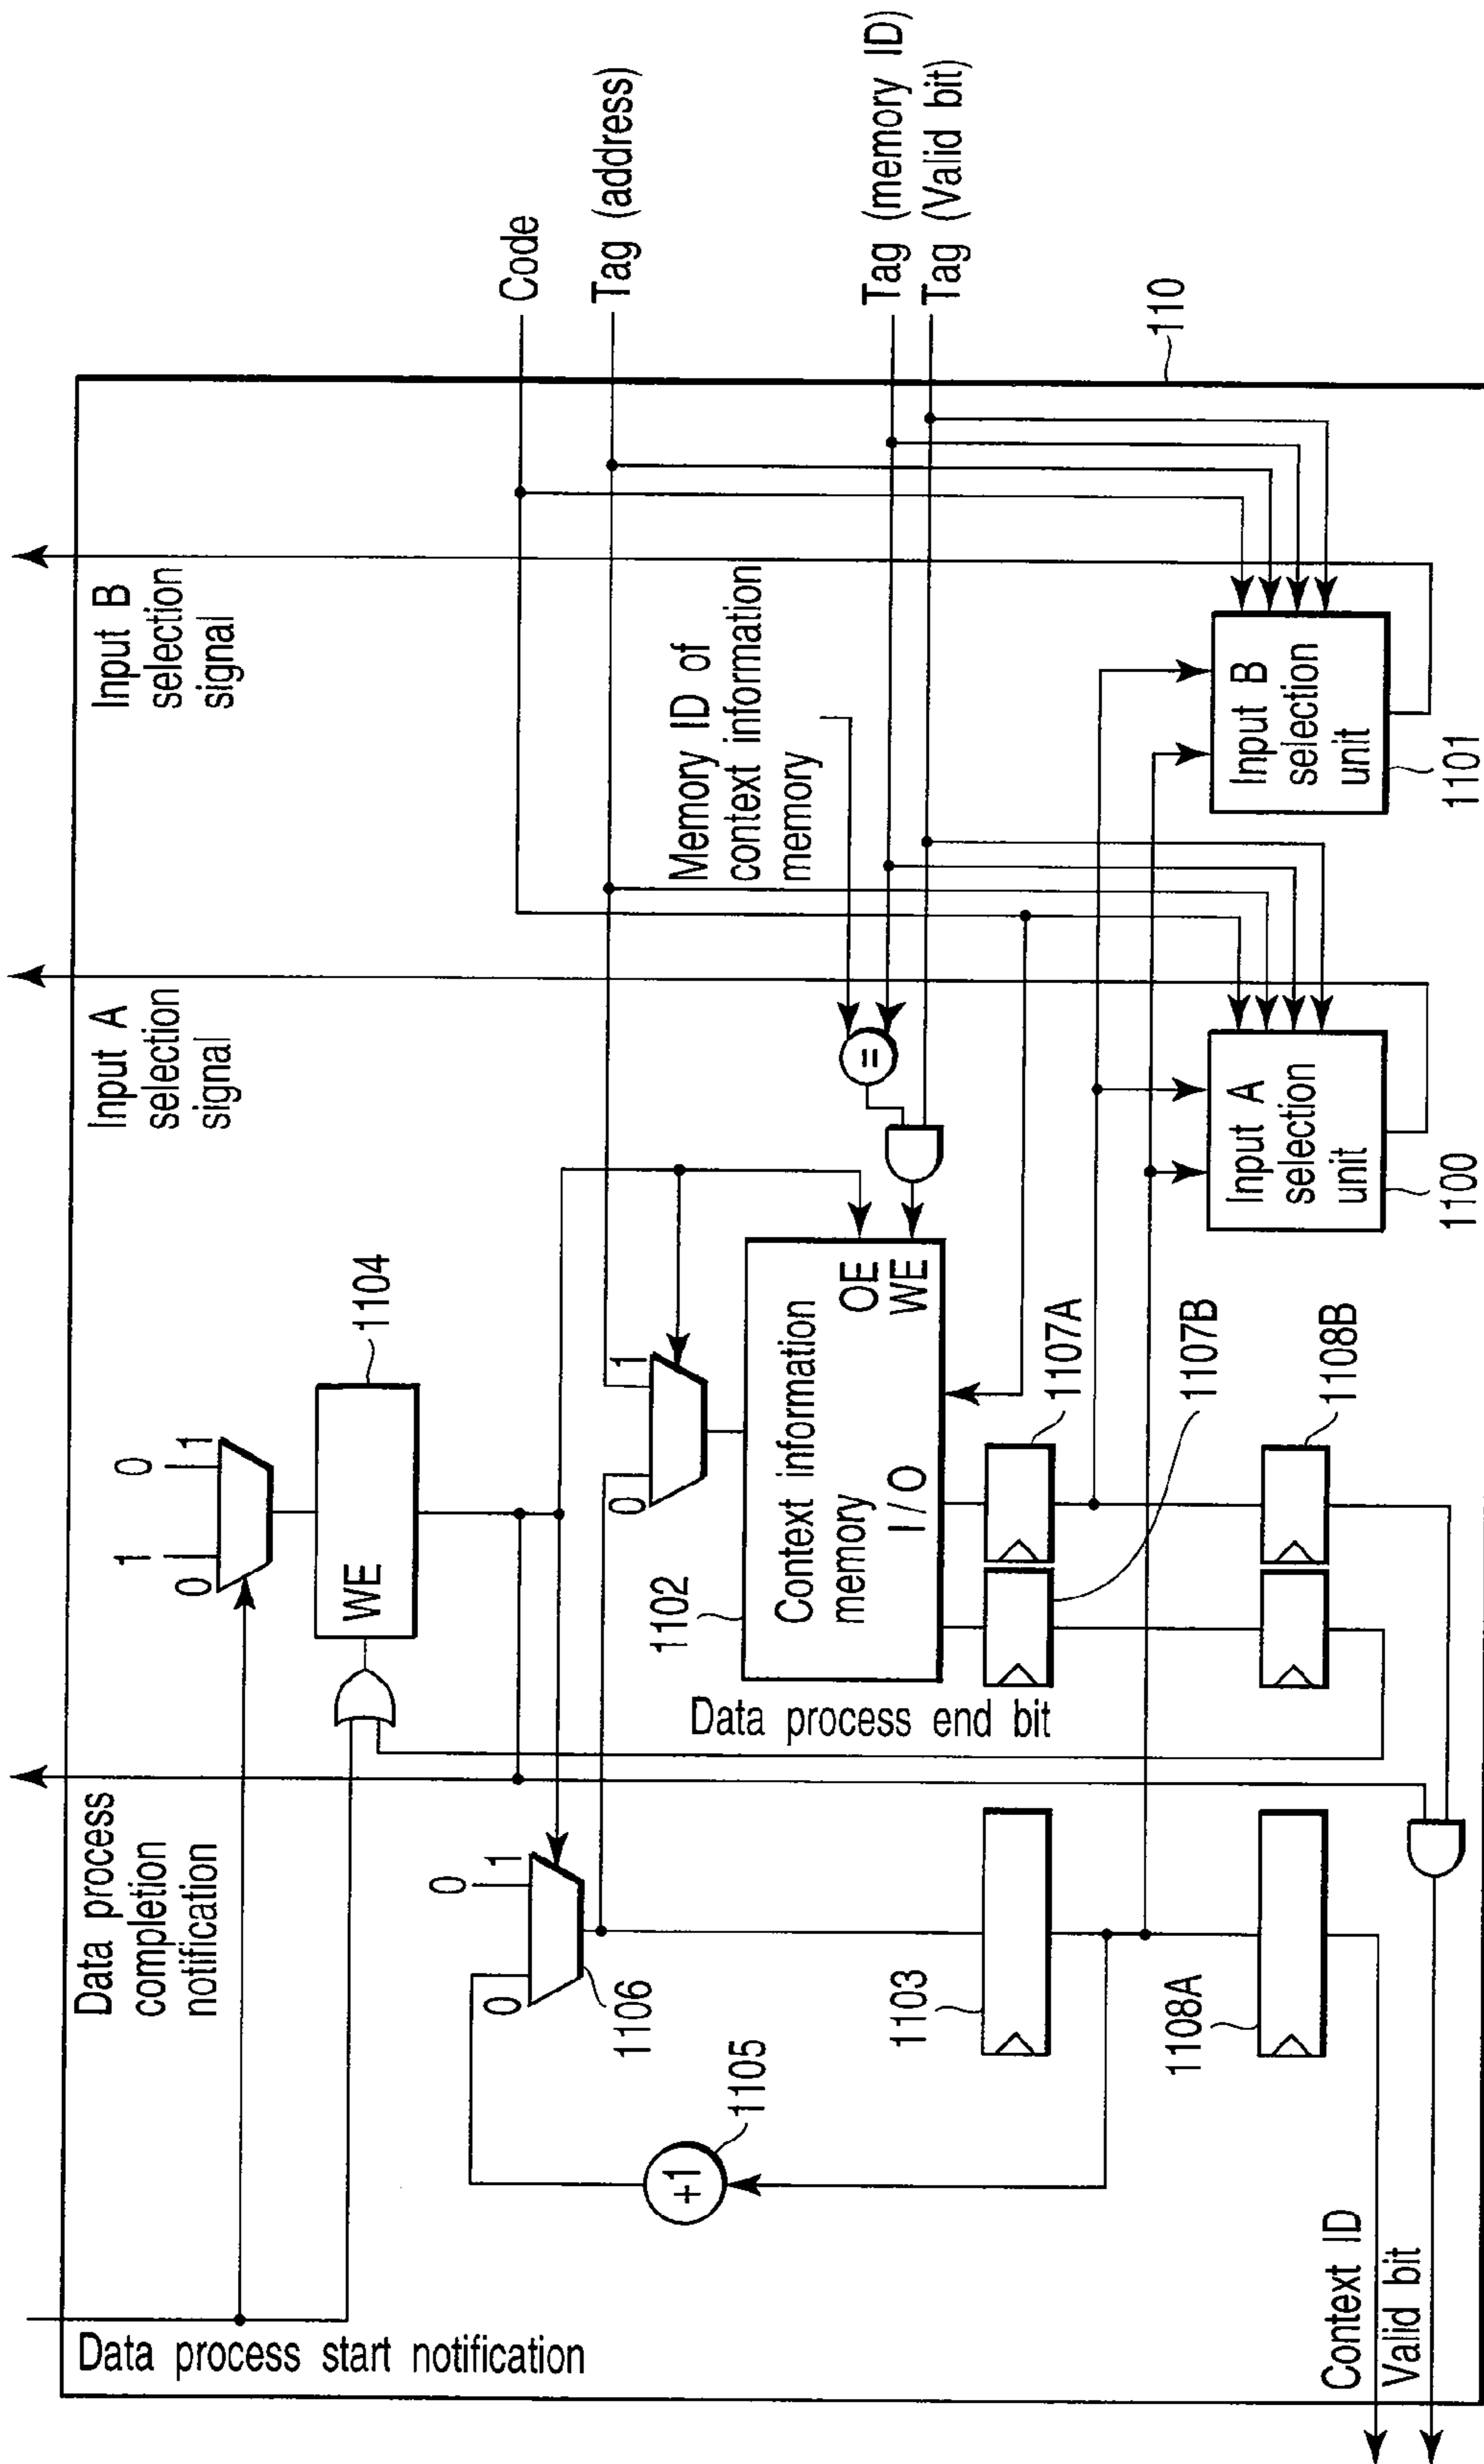 Data process start notification
Data process
completion
notification
Input A
selection
signal
Input B
selection
signal
Code
Tag (address)
Tag (memory ID)
Tag (Valid bit)
110
1
0
0
1
WE
1104
0
0
1
1106
+1
1105
0
1
1102
Context information
memory
OE
WE
I/O
=
Memory ID of
context information
memory
Data process end bit
1103
1107A
1107B
1108A
1108B
Input A
selection
unit
1100
Input B
selection
unit
1101
Context ID
Valid bit